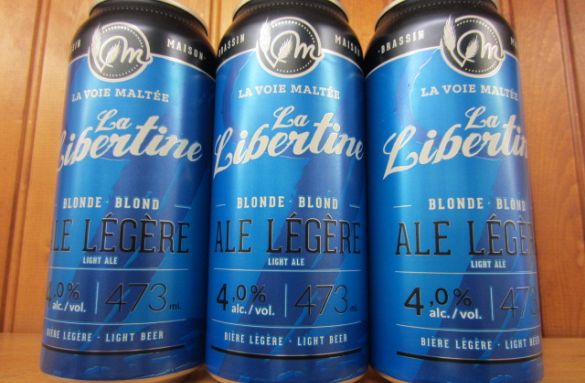 MAISON
m
LA VOIE MALTÉE
La
Libertine
BLONDE · BLOND
ALE LÉGÈRE
LIGHT ALE
4,0%
alc./vol.
473 ml.
BIÈRE LÉGÈRE · LIGHT BEER
BRASSIN MAISON
m
LA VOIE MALTÉE
La
Libertine
BLONDE · BLOND
ALE LÉGÈRE
LIGHT ALE
4,0%
alc./vol.
473 ml.
BIÈRE LÉGÈRE · LIGHT BEER
BRASSIN MAISON
m
LA VOIE MALTÉE
La
Libertine
BLONDE · BLOND
ALE LÉGÈRE
LIGHT ALE
4,0%
alc./vol.
473
BIÈRE LÉGÈRE · LIGHT BEER